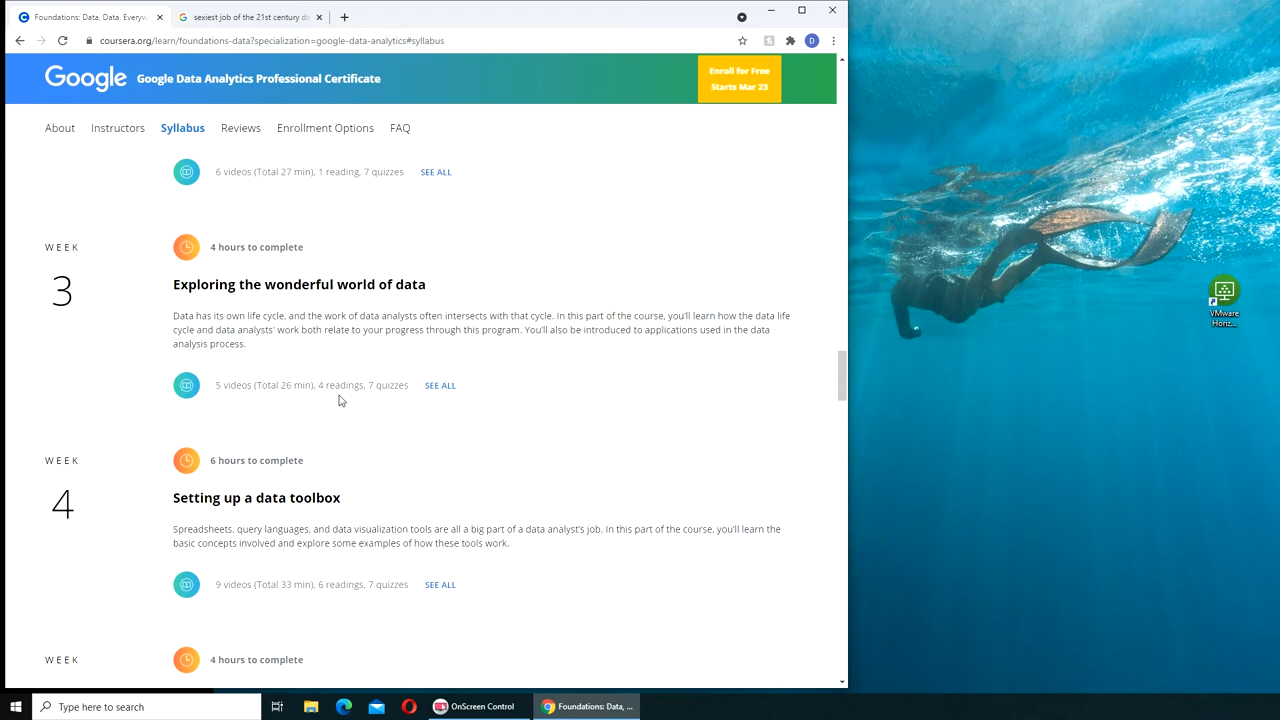 Foundations: Data, Data, Everyw
sexiest job of the 21st century da
coursera.org/learn/foundations-data?specialization=google-data-analytics#syllabus
D
Google
Google Data Analytics Professional Certificate
Enroll for Free
Starts Mar 23
About
Instructors
Syllabus
Reviews
Enrollment Options
FAQ
6 videos (Total 27 min), 1 reading, 7 quizzes
SEE ALL
WEEK
3
4 hours to complete
Exploring the wonderful world of data
Data has its own life cycle, and the work of data analysts often intersects with that cycle. In this part of the course, you'll learn how the data life
cycle and data analysts' work both relate to your progress through this program. You'll also be introduced to applications used in the data
analysis process.
5 videos (Total 26 min), 4 readings, 7 quizzes
SEE ALL
WEEK
4
6 hours to complete
Setting up a data toolbox
Spreadsheets, query languages, and data visualization tools are all a big part of a data analyst's job. In this part of the course, you'll learn the
basic concepts involved and explore some examples of how these tools work.
9 videos (Total 33 min), 6 readings, 7 quizzes
SEE ALL
WEEK
4 hours to complete
VMware
Horiz...
Type here to search
OnScreen Control
Foundations: Data, ...